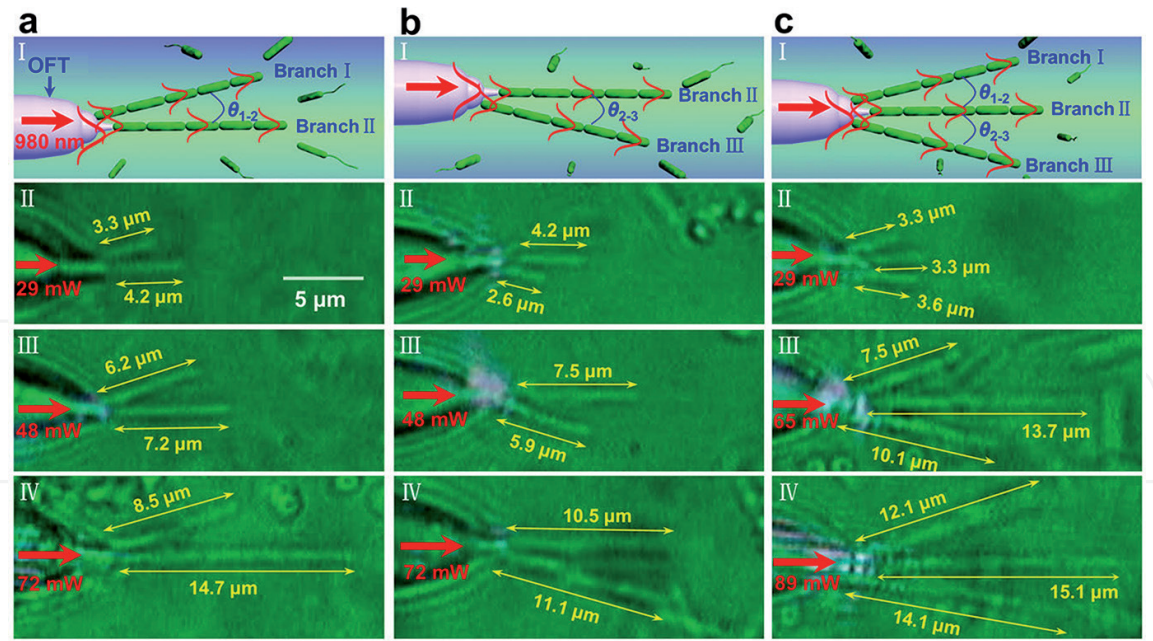 a
I
OFT
980 nm
Branch I
θ1-2
Branch II
II
3.3 µm
29 mW
4.2 µm
5 µm
III
6.2 µm
48 mW
7.2 µm
IV
8.5 µm
72 mW
14.7 µm
b
I
Branch II
θ2-3
Branch III
II
4.2 µm
29 mW
2.6 µm
III
7.5 µm
48 mW
5.9 µm
IV
10.5 µm
72 mW
11.1 µm
c
I
Branch I
θ1-2
Branch II
θ2-3
Branch III
II
3.3 µm
29 mW
3.3 µm
3.6 µm
III
7.5 µm
65 mW
13.7 µm
10.1 µm
IV
12.1 µm
89 mW
15.1 µm
14.1 µm